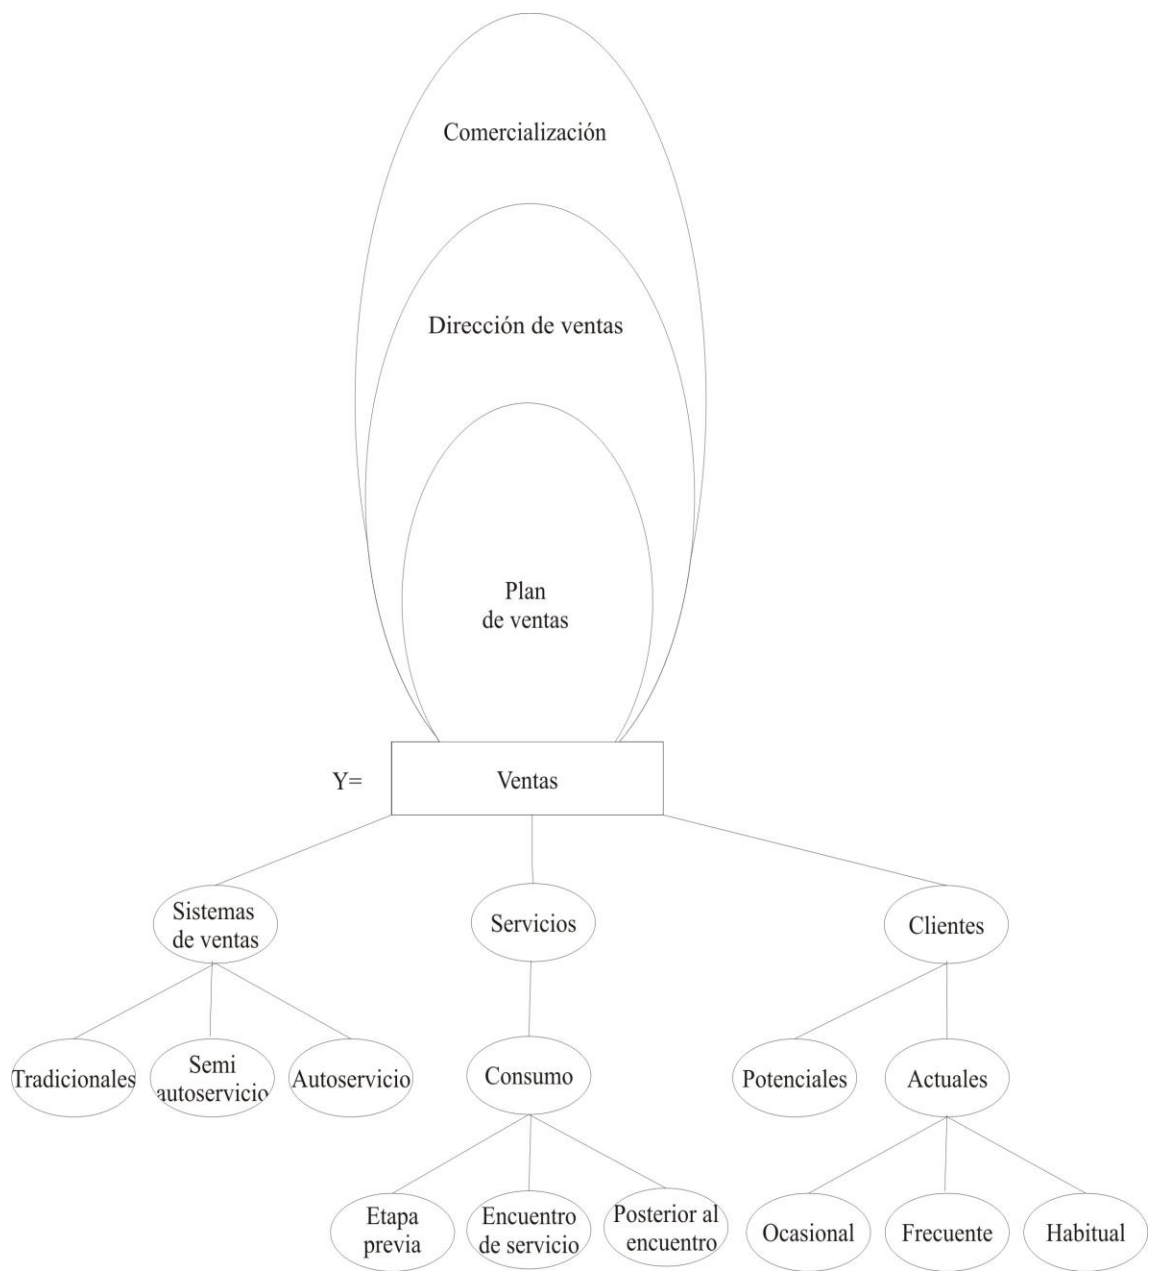 Comercialización
Dirección de ventas
Plan
de ventas
Y=
Ventas
Sistemas
de ventas
Servicios
Clientes
Tradicionales
Semi
autoservicio
Autoservicio
Consumo
Potenciales
Actuales
Etapa
previa
Encuentro
de servicio
Posterior al
encuentro
Ocasional
Frecuente
Habitual